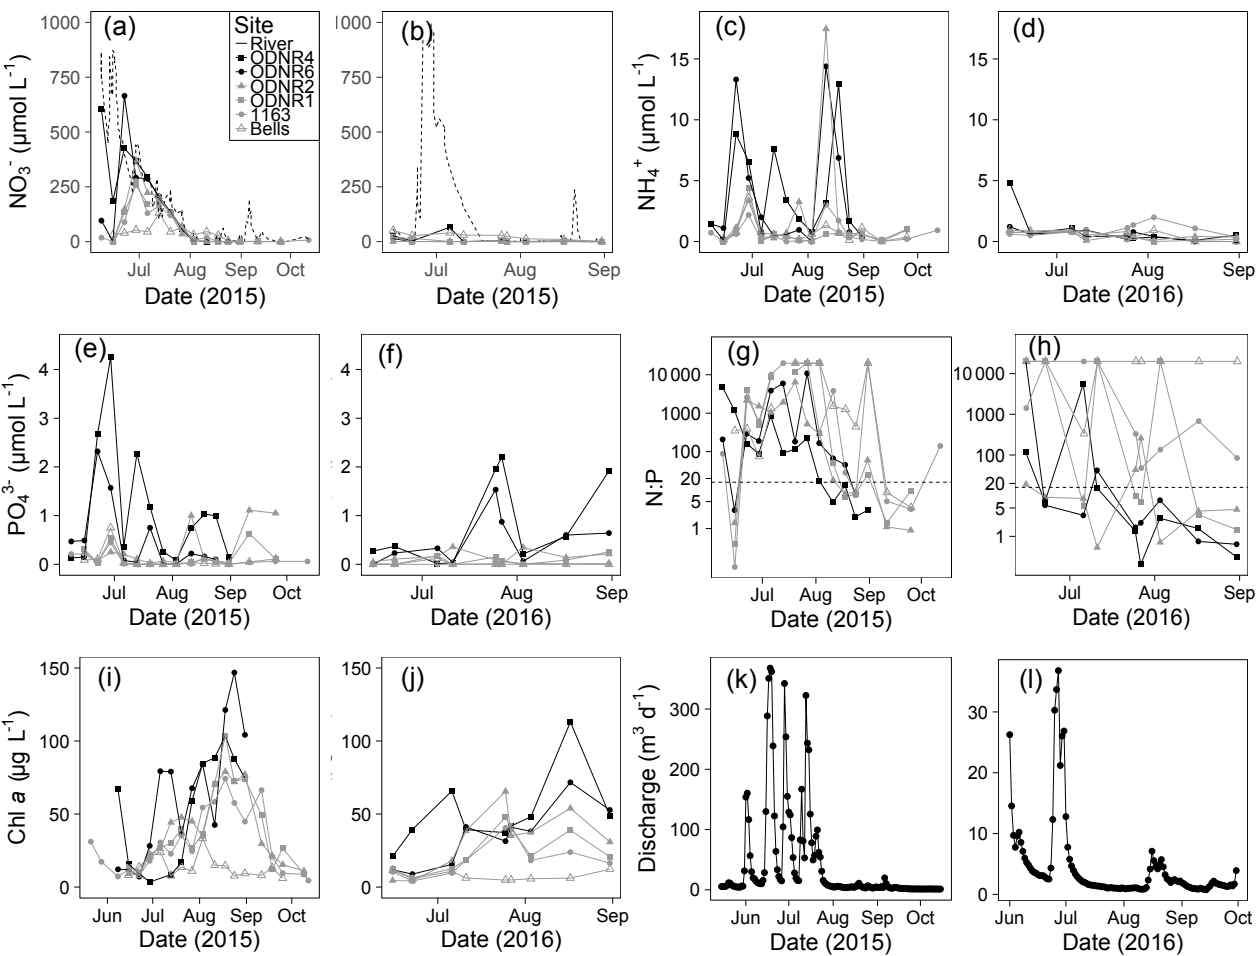 (a)
Site
River
ODNR4
ODNR6
ODNR2
ODNR1
1163
Bells
NO₃⁻ (µmol L⁻¹)
1000
750
500
250
0
Jul Aug Sep Oct
Date (2015)
(b)
1000
750
500
250
0
Jul Aug Sep
Date (2015)
(c)
NH₄⁺ (µmol L⁻¹)
15
10
5
0
Jul Aug Sep Oct
Date (2015)
(d)
15
10
5
0
Jul Aug Sep
Date (2016)
(e)
PO₄³⁻ (µmol L⁻¹)
4
3
2
1
0
Jul Aug Sep Oct
Date (2015)
(f)
4
3
2
1
0
Jul Aug Sep
Date (2016)
(g)
N:P
10 000
1000
100
20
5
1
Jul Aug Sep Oct
Date (2015)
(h)
10 000
1000
100
20
5
1
Jul Aug Sep
Date (2016)
(i)
Chl a (µg L⁻¹)
150
100
50
0
Jun Jul Aug Sep Oct
Date (2015)
(j)
150
100
50
0
Jul Aug Sep
Date (2016)
(k)
Discharge (m³ d⁻¹)
300
200
100
0
Jun Jul Aug Sep Oct
Date (2015)
(l)
30
20
10
0
Jun Jul Aug Sep Oct
Date (2016)